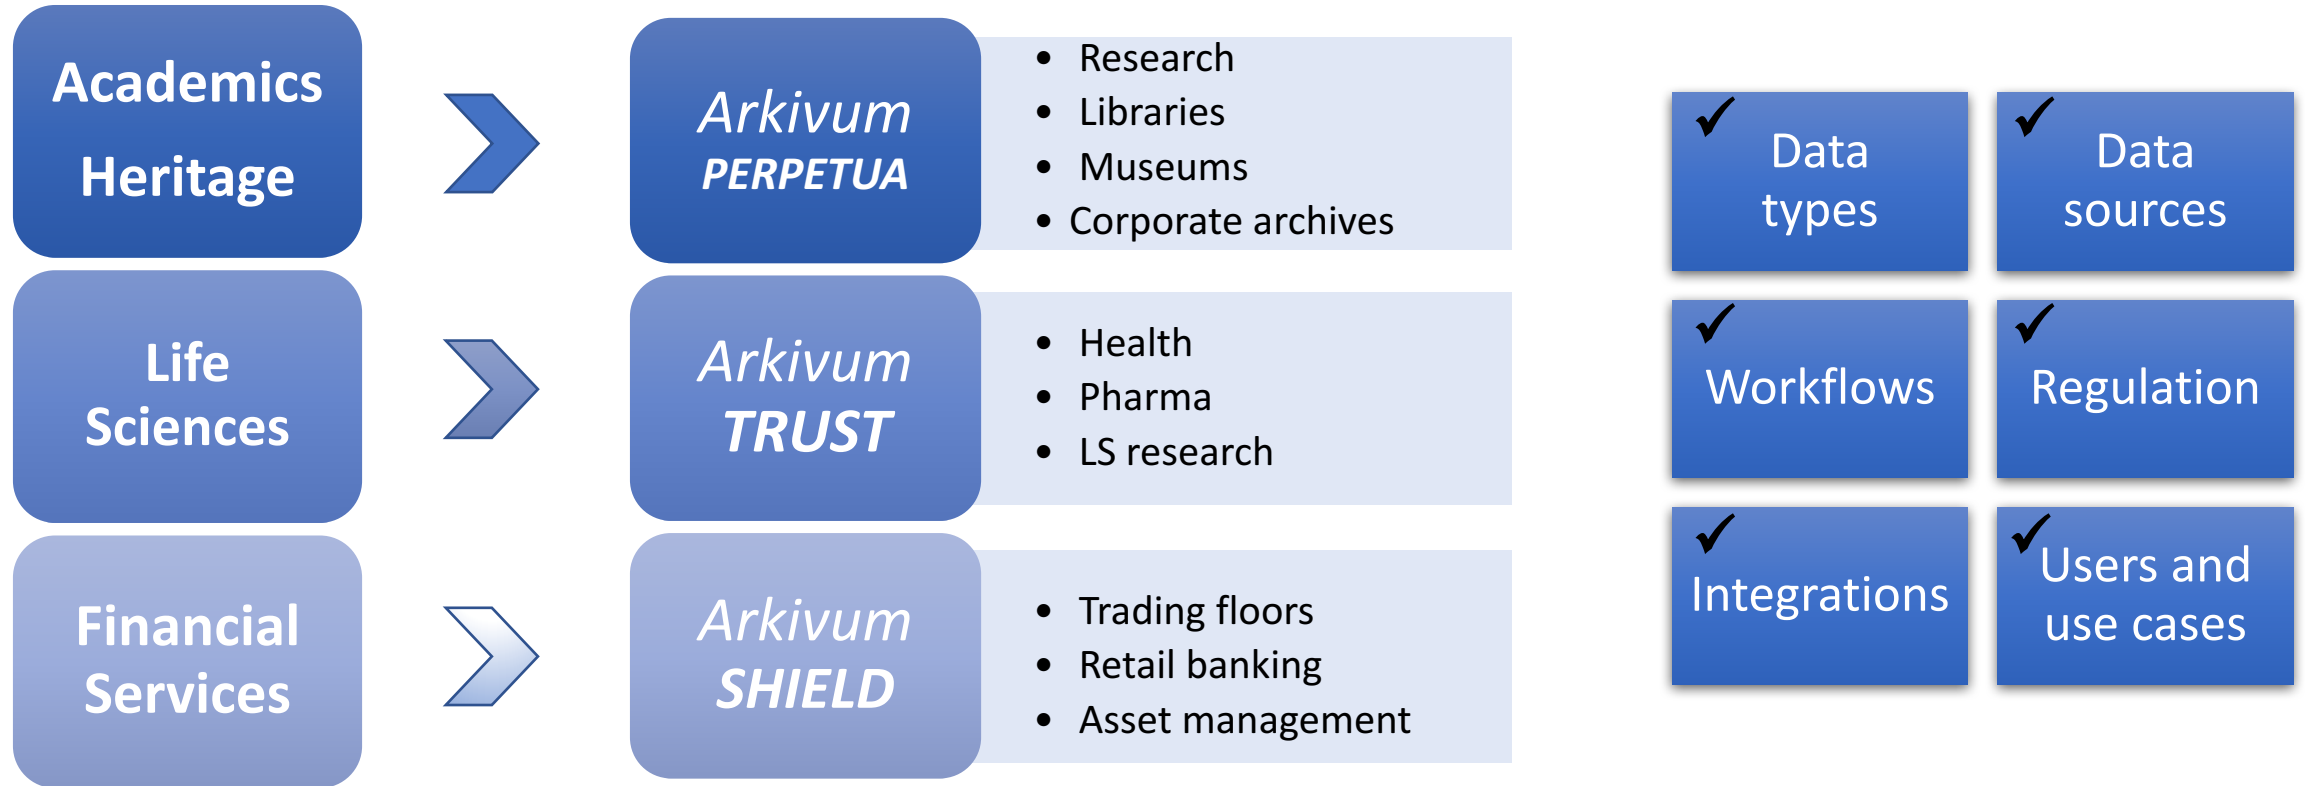 Academics
Heritage
Arkivum
PERPETUA
• Research
• Libraries
• Museums
• Corporate archives
Life
Sciences
Arkivum
TRUST
• Health
• Pharma
• LS research
Financial
Services
Arkivum
SHIELD
• Trading floors
• Retail banking
• Asset management
✓
Data
types
✓
Data
sources
✓
Workflows
✓
Regulation
✓
Integrations
✓
Users and
use cases